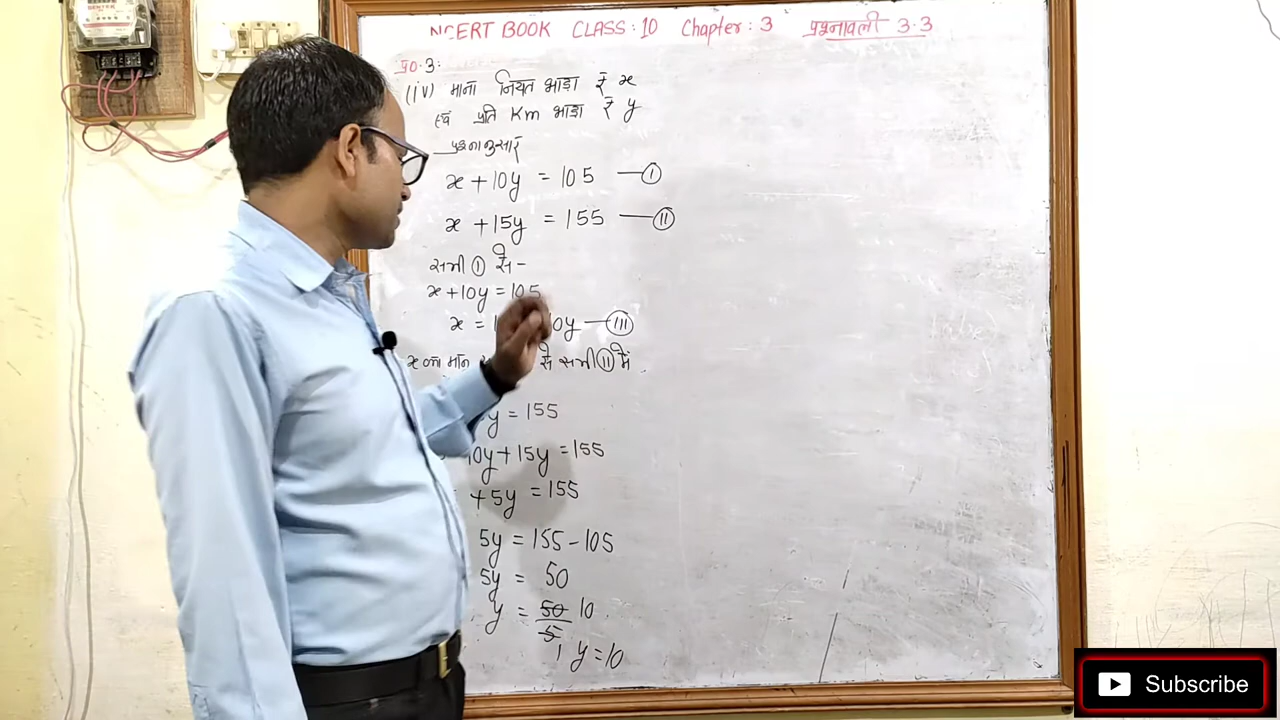 NCERT BOOK CLASS : 10 Chapter : 3 प्रश्नावली 3.3
प्र०.3:
(iv) माना नियत भाड़ा ₹ x
एवं प्रति Km भाड़ा ₹ y
प्रश्नानुसार
x + 10y = 105 — I
x + 15y = 155 — II
समी I से -
x + 10y = 105
x = 10y — III
x का मान से समी II में
y = 155
10y + 15y = 155
+ 5y = 155
5y = 155 - 105
5y = 50
y = 50/5 10
1 y = 10
Subscribe